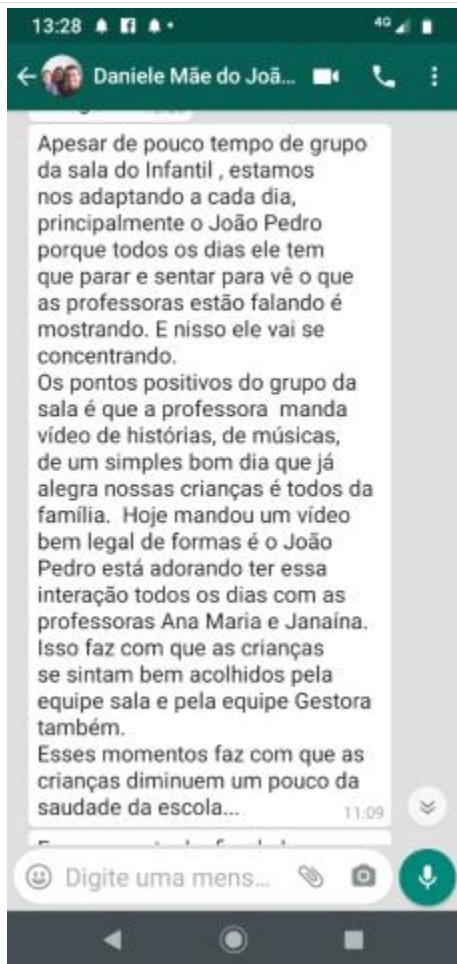 13:28
4G
Daniele Mãe do Joã...
Apesar de pouco tempo de grupo
da sala do Infantil , estamos
nos adaptando a cada dia,
principalmente o João Pedro
porque todos os dias ele tem
que parar e sentar para vê o que
as professoras estão falando é
mostrando. E nisso ele vai se
concentrando.
Os pontos positivos do grupo da
sala é que a professora manda
vídeo de histórias, de músicas,
de um simples bom dia que já
alegra nossas crianças é todos da
família. Hoje mandou um vídeo
bem legal de formas é o João
Pedro está adorando ter essa
interação todos os dias com as
professoras Ana Maria e Janaína.
Isso faz com que as crianças
se sintam bem acolhidos pela
equipe sala e pela equipe Gestora
também.
Esses momentos faz com que as
crianças diminuem um pouco da
saudade da escola...
11:09
Digite uma mens...